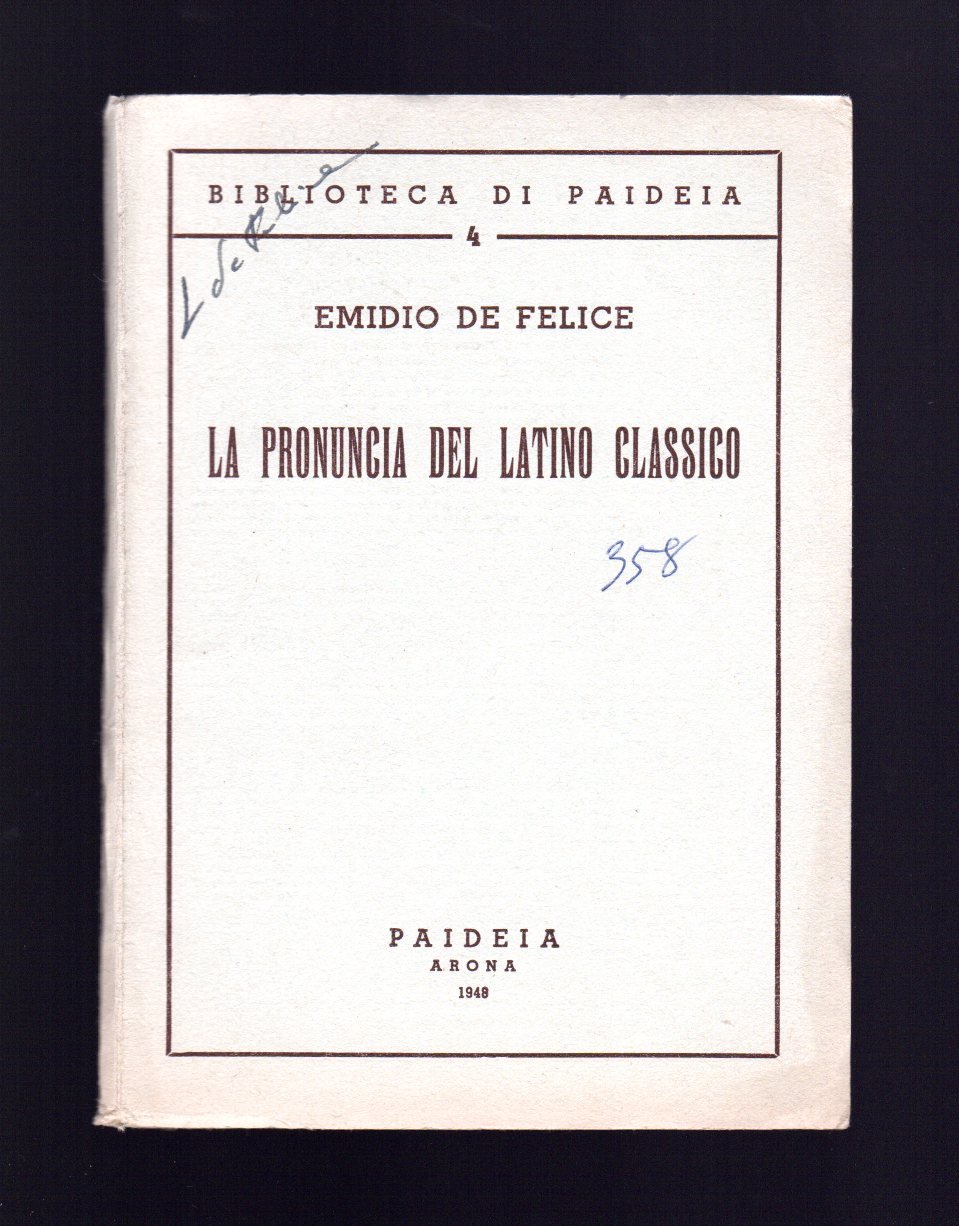 BIBLIOTECA DI PAIDEIA
4
EMIDIO DE FELICE
LA PRONUNCIA DEL LATINO CLASSICO
358
PAIDEIA
ARONA
1948